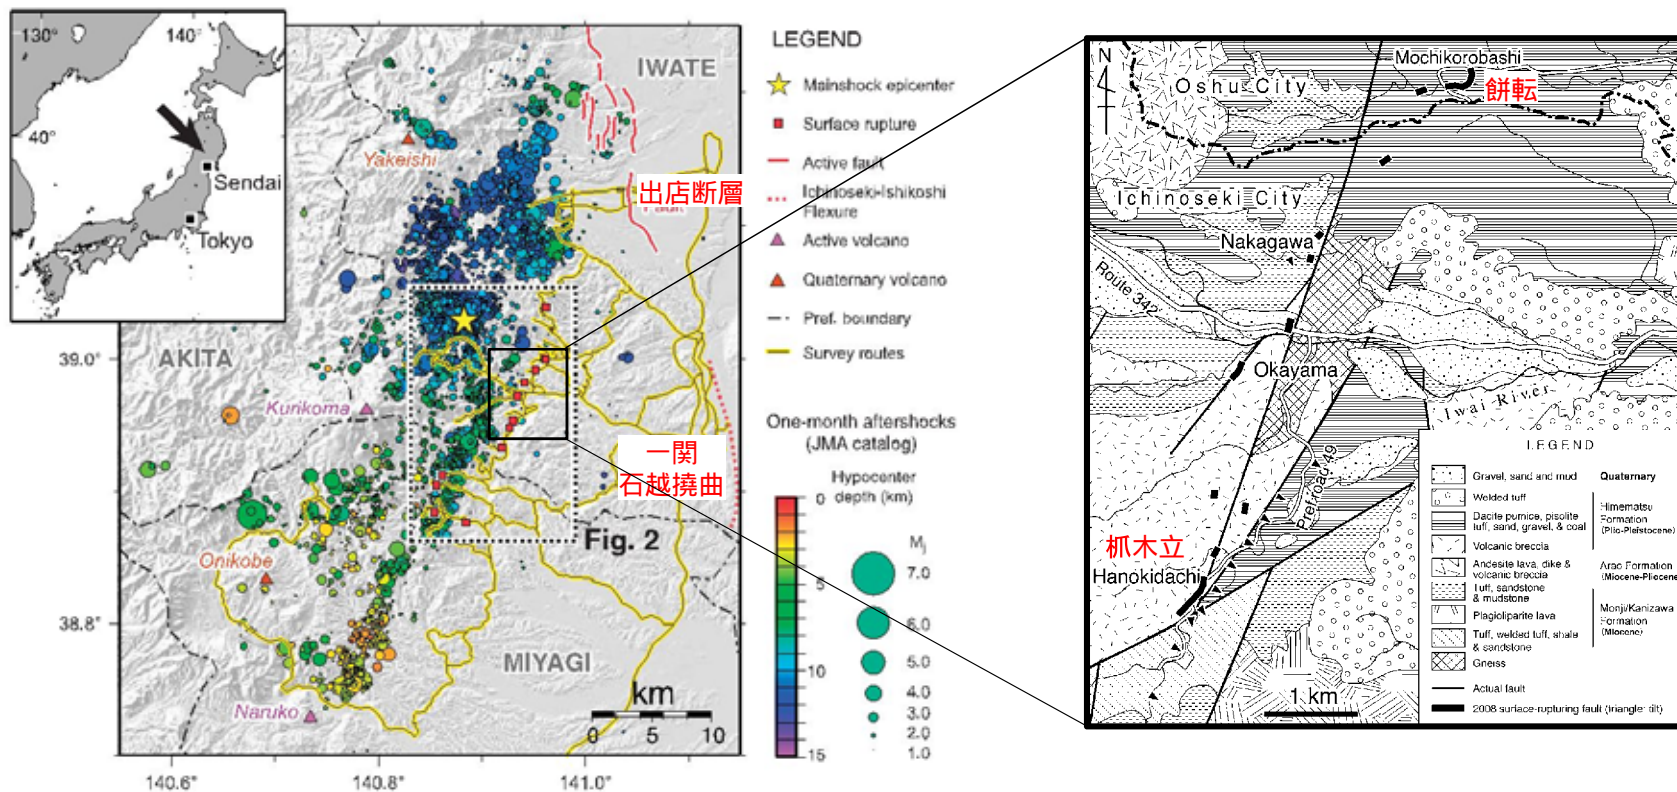 130°
140°
40°
Sendai
Tokyo
IWATE
Yakeishi
出店断層
AKITA
39.0°
Kurikoma
一関
石越撓曲
Fig. 2
Onikobe
38.8°
MIYAGI
Naruko
km
0 5 10
140.6°
140.8°
141.0°
LEGEND
Mainshock epicenter
Surface rupture
Active fault
Ichinoseki-Ishikoshi
Flexure
Active volcano
Quaternary volcano
Pref. boundary
Survey routes
One-month aftershocks
(JMA catalog)
Hypocenter
depth (km)
0
5
10
15
Mj
7.0
6.0
5.0
4.0
3.0
2.0
1.0
N
Mochikorobashi
餅転
Oshu City
Ichinoseki City
Nakagawa
Route 342
Okayama
Iwai River
Prefroad 49
枛木立
Hanokidachi
1 km
LEGEND
Gravel, sand and mud
Quaternary
Welded tuff
Dacite pumice, pisolite
tuff, sand, gravel, & coal
Himematsu
Formation
(Plio-Pleistocene)
Volcanic breccia
Andesite lava, dike &
volcanic breccia
Arao Formation
(Miocene-Pliocene)
Tuff, sandstone
& mudstone
Plagioliparite lava
Monji/Kanizawa
Formation
(Miocene)
Tuff, welded tuff, shale
& sandstone
Gneiss
Actual fault
2008 surface-rupturing fault (triangle: tilt)